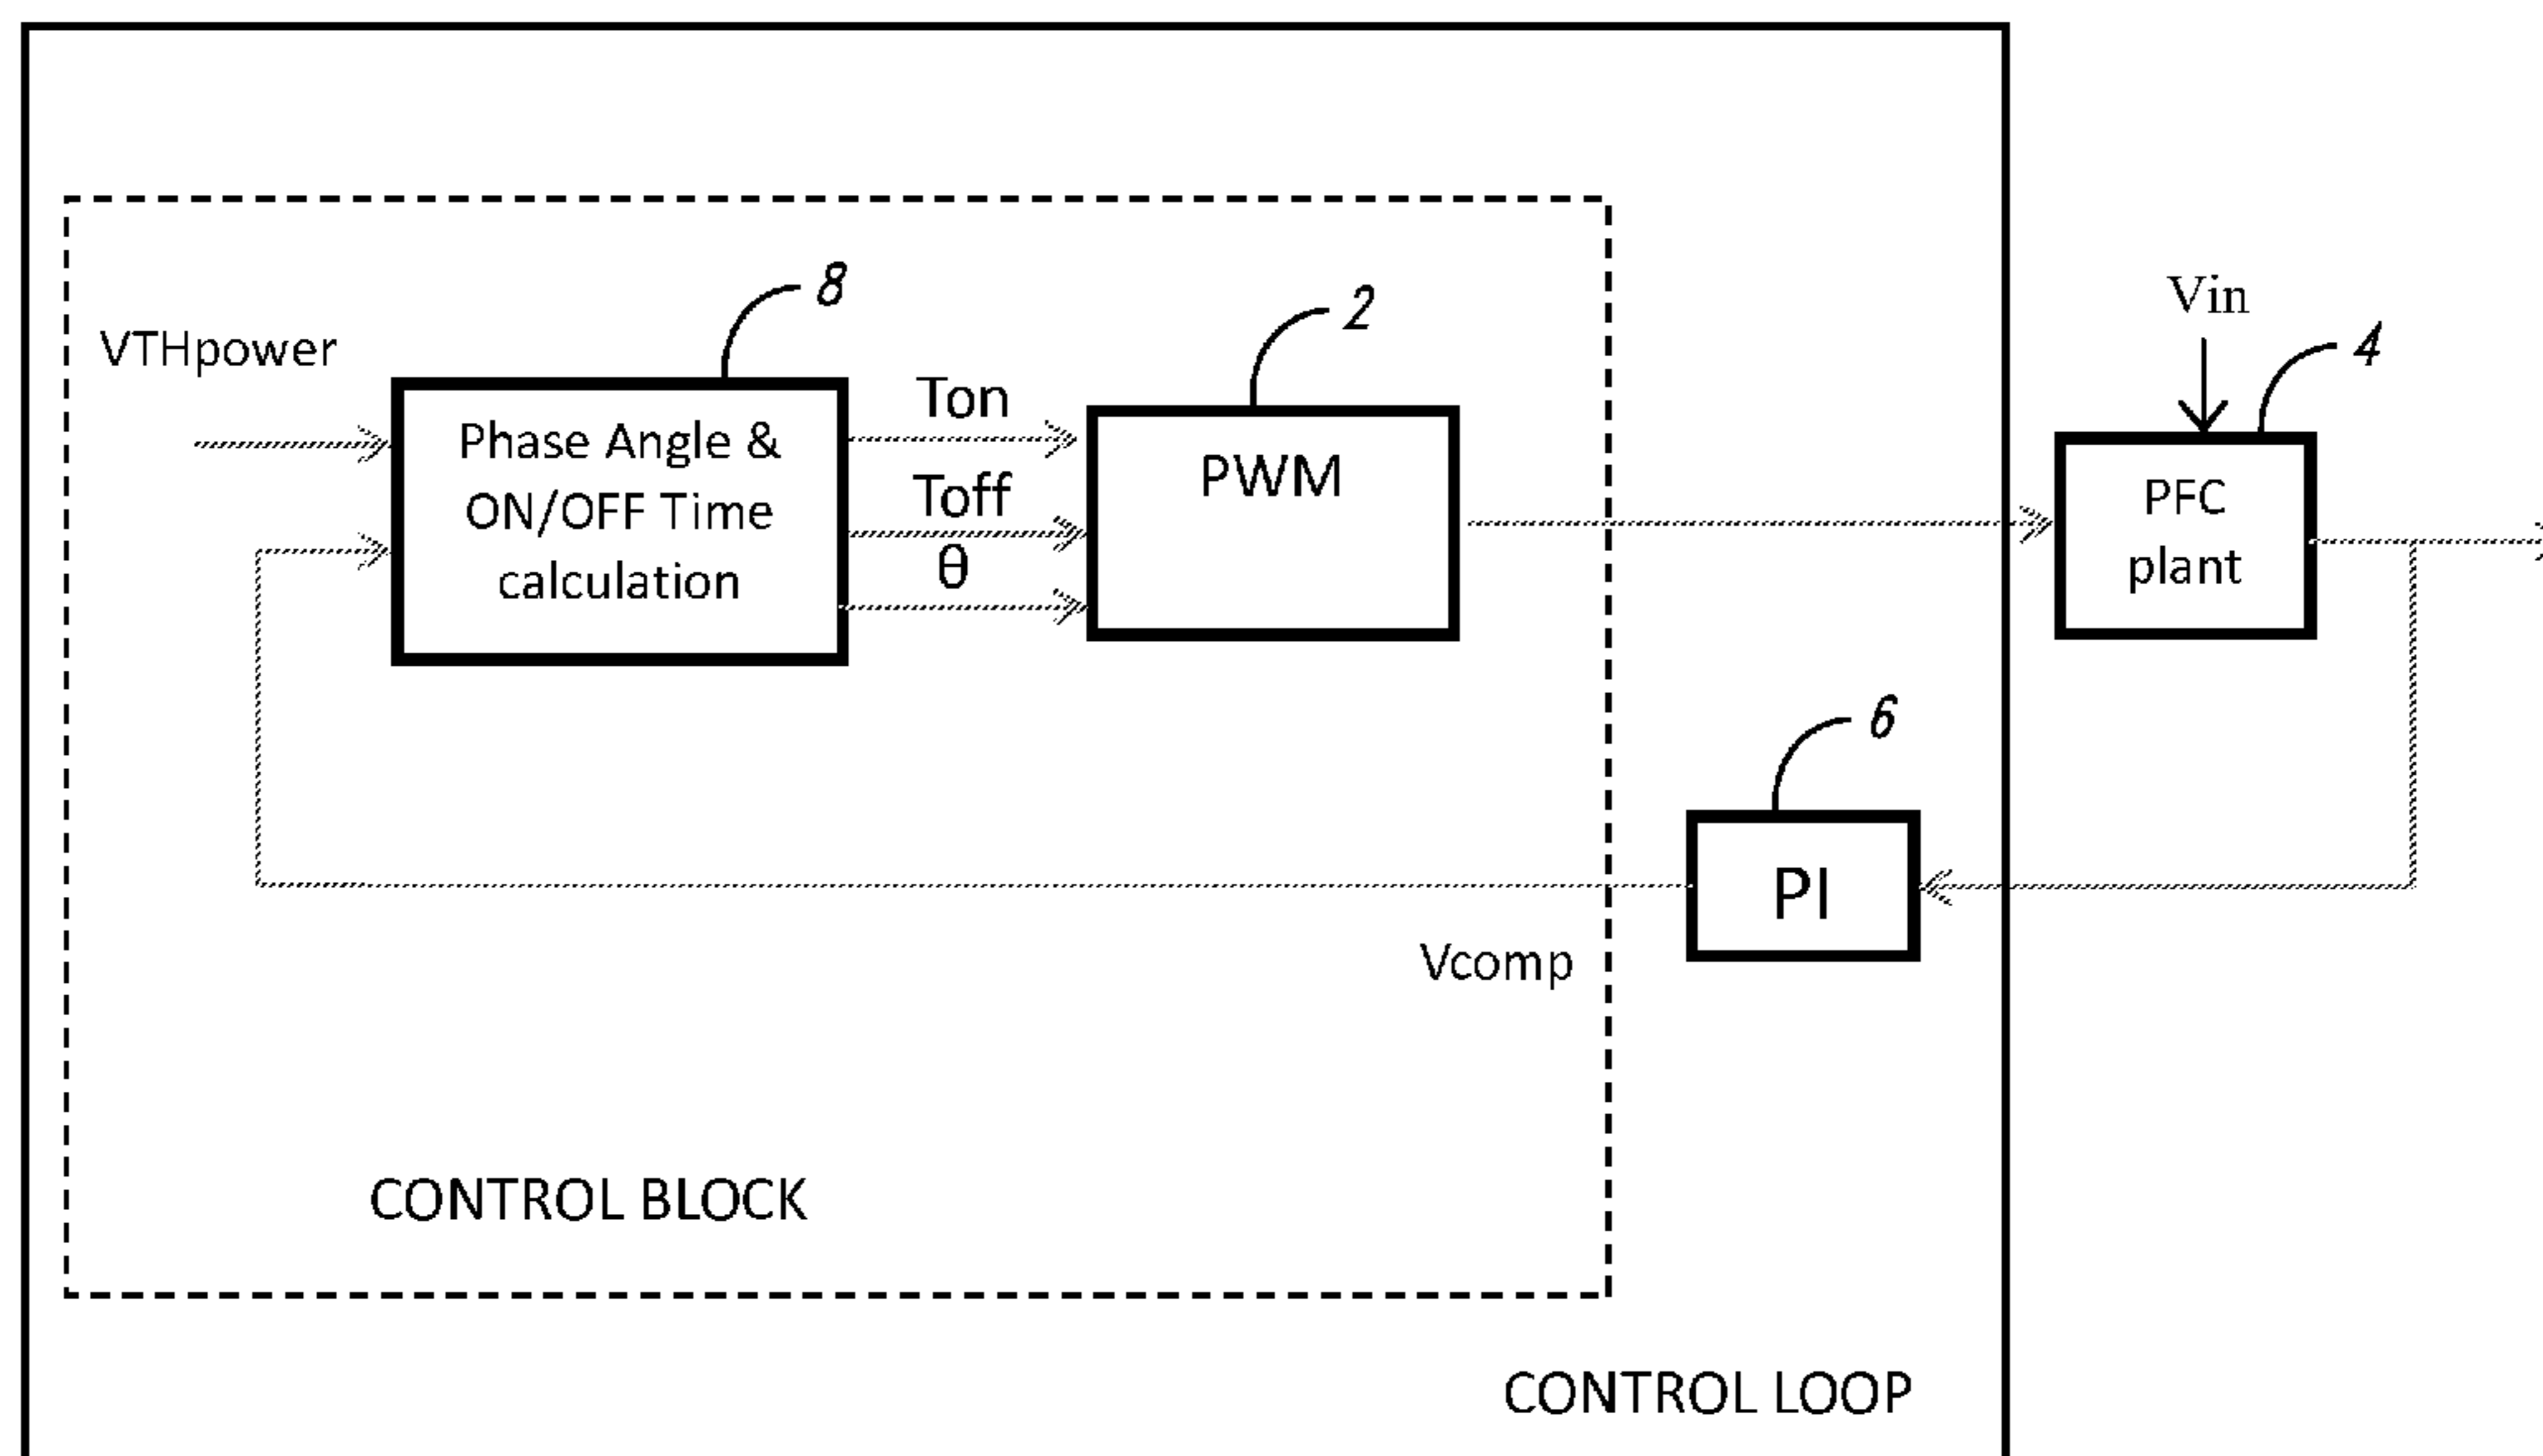 8
2
Vin
4
VTHpower
Ton
Phase Angle &
ON/OFF Time
calculation
Toff
θ
PWM
PFC
plant
6
PI
Vcomp
CONTROL BLOCK
CONTROL LOOP